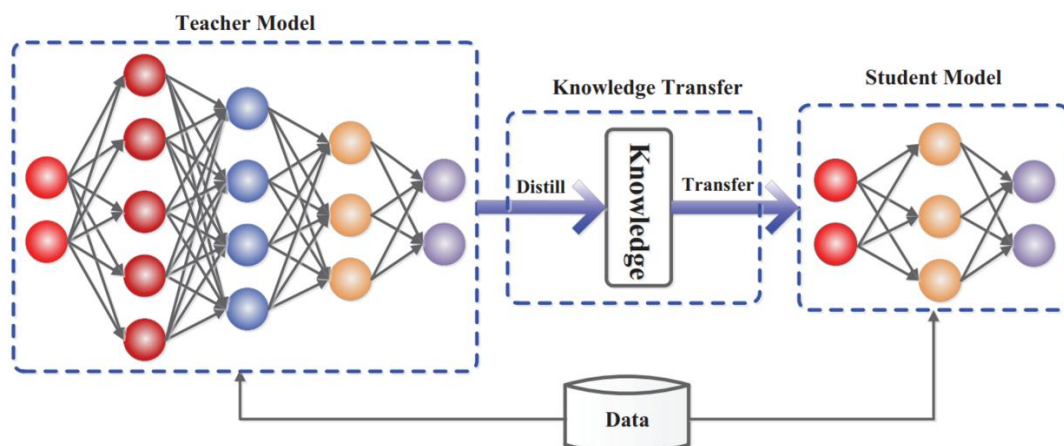 Teacher Model
Knowledge Transfer
Student Model
Distill
Knowledge
Transfer
Data